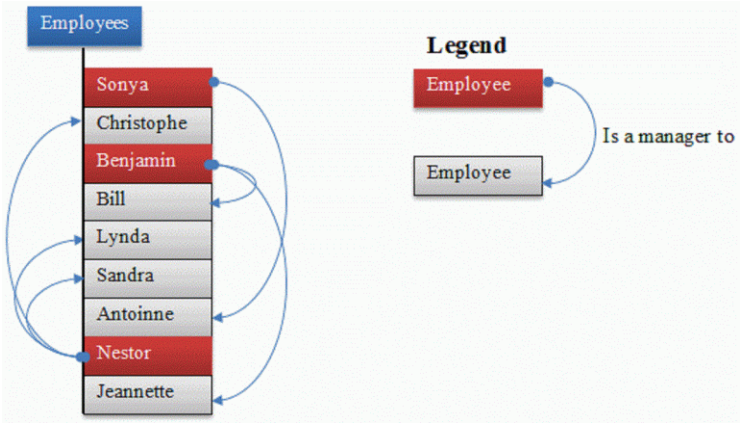 Employees
Sonya
Christophe
Benjamin
Bill
Lynda
Sandra
Antoinne
Nestor
Jeannette
Legend
Employee
Is a manager to
Employee